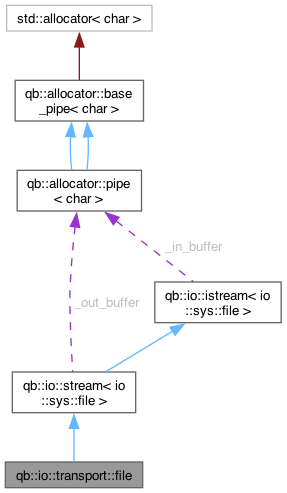 std::allocator< char >
qb::allocator::base
_pipe< char >
qb::allocator::pipe
< char >
_in_buffer
_out_buffer
qb::io::istream< io
::sys::file >
qb::io::stream< io
::sys::file >
qb::io::transport::file